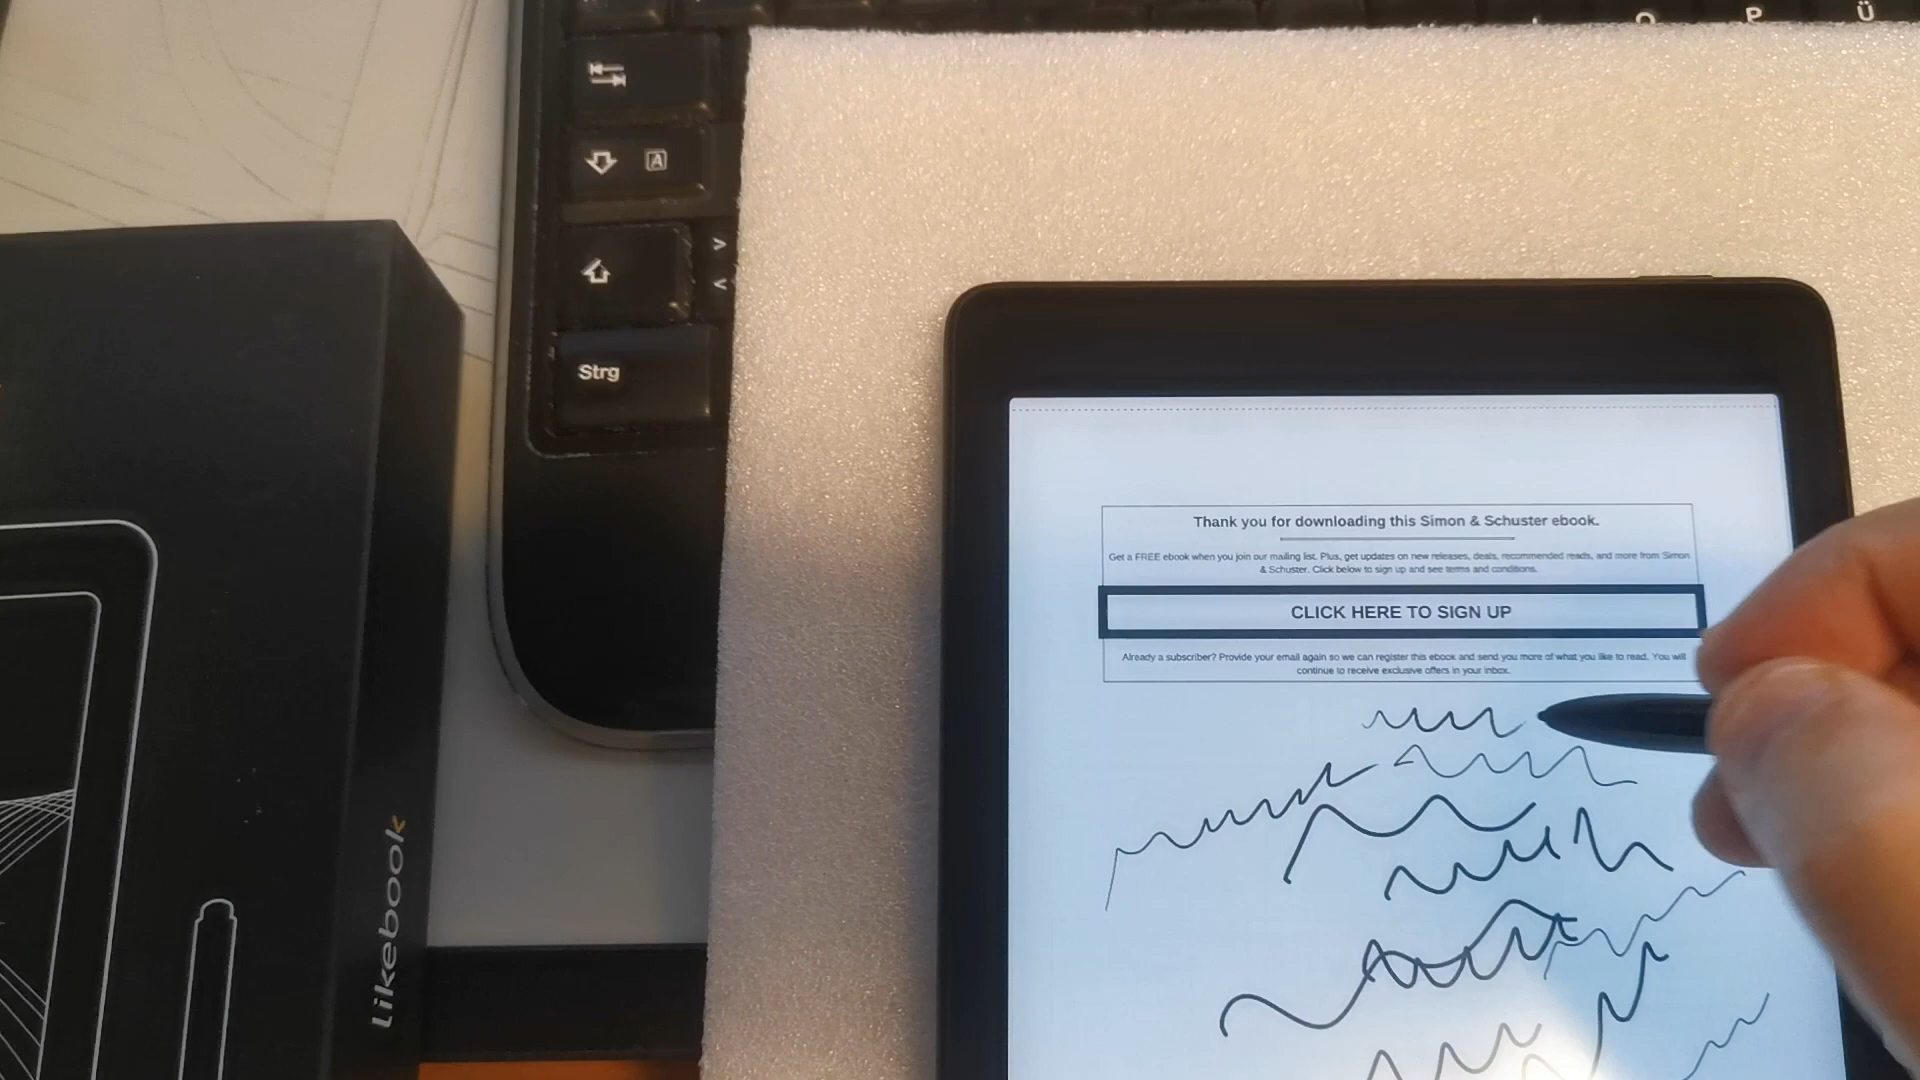 O P Ü
A
>
<
Strg
Likebook
Thank you for downloading this Simon & Schuster ebook.
Get a FREE ebook when you join our mailing list. Plus, get updates on new releases, deals, recommended reads, and more from Simon
& Schuster. Click below to sign up and see terms and conditions.
CLICK HERE TO SIGN UP
Already a subscriber? Provide your email again so we can register this ebook and send you more of what you like to read. You will
continue to receive exclusive offers in your inbox.